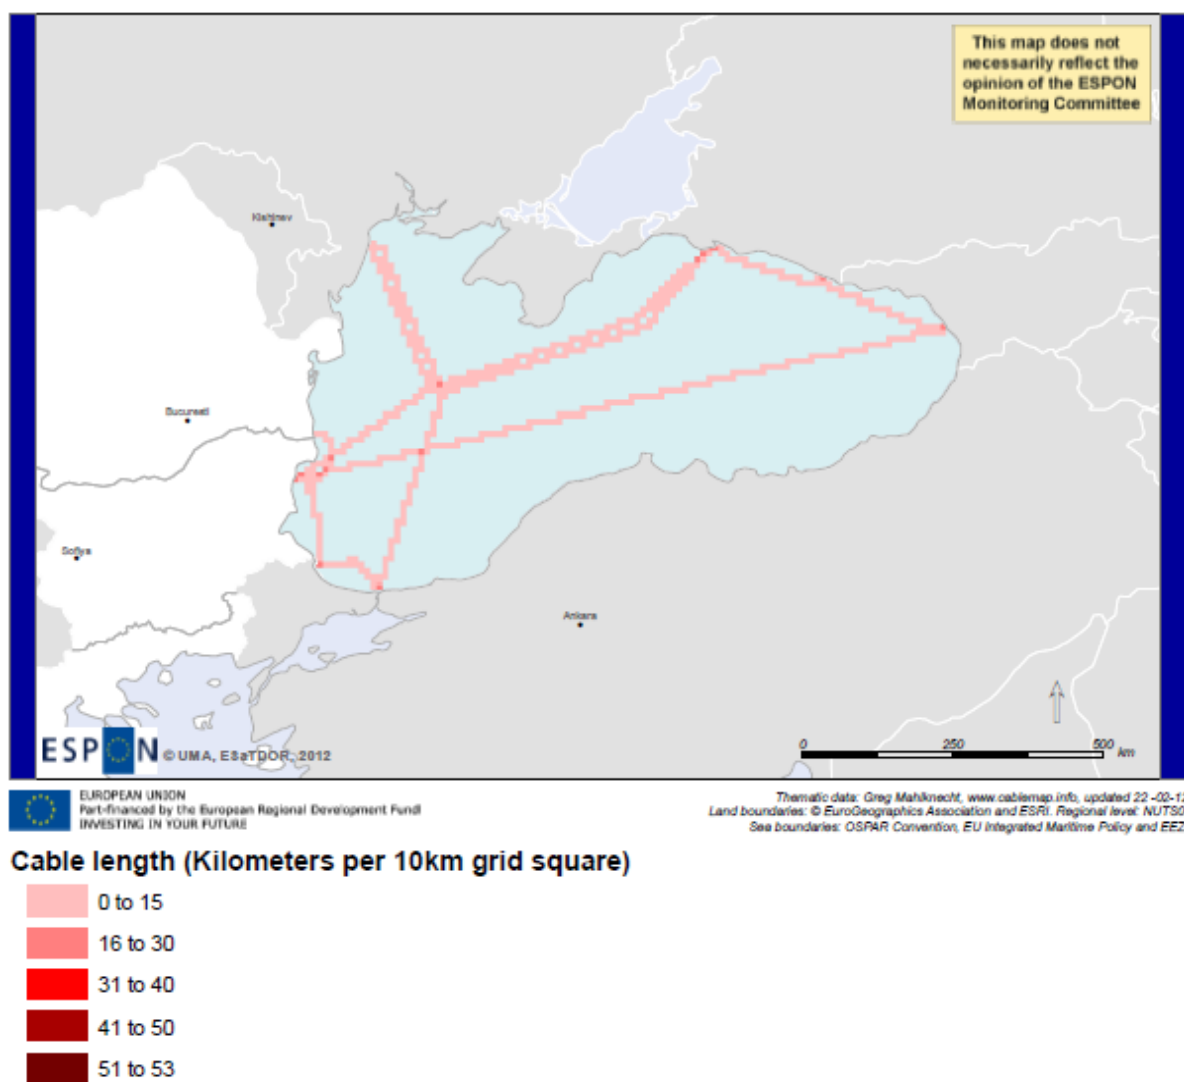 This map does not
necessarily reflect the
opinion of the ESPON
Monitoring Committee
Kishinev
Bucuresti
Sofiya
Ankara
0 250 500 km
ESPON © UMA, ESaTDOR, 2012
EUROPEAN UNION
Part-financed by the European Regional Development Fundl
INVESTING IN YOUR FUTURE
Thematic data: Greg Mahlknecht, www.cablemap.info, updated 22-02-12
Land boundaries: © EuroGeographics Association and ESRI. Regional level: NUTS0
Sea boundaries: OSPAR Convention, EU Integrated Maritime Policy and EEZ
Cable length (Kilometers per 10km grid square)
0 to 15
16 to 30
31 to 40
41 to 50
51 to 53